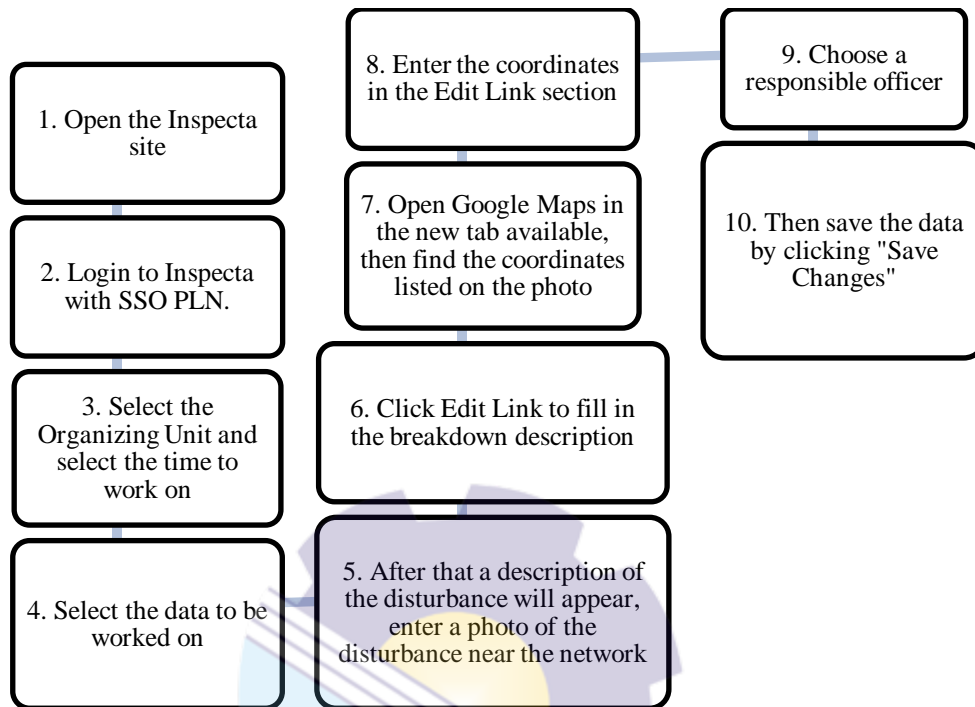 1. Open the Inspecta
site
2. Login to Inspecta
with SSO PLN.
3. Select the
Organizing Unit and
select the time to
work on
4. Select the data to be
worked on
5. After that a description of
the disturbance will appear,
enter a photo of the
disturbance near the network
6. Click Edit Link to fill in
the breakdown description
7. Open Google Maps in
the new tab available,
then find the coordinates
listed on the photo
8. Enter the coordinates
in the Edit Link section
9. Choose a
responsible officer
10. Then save the data
by clicking "Save
Changes"